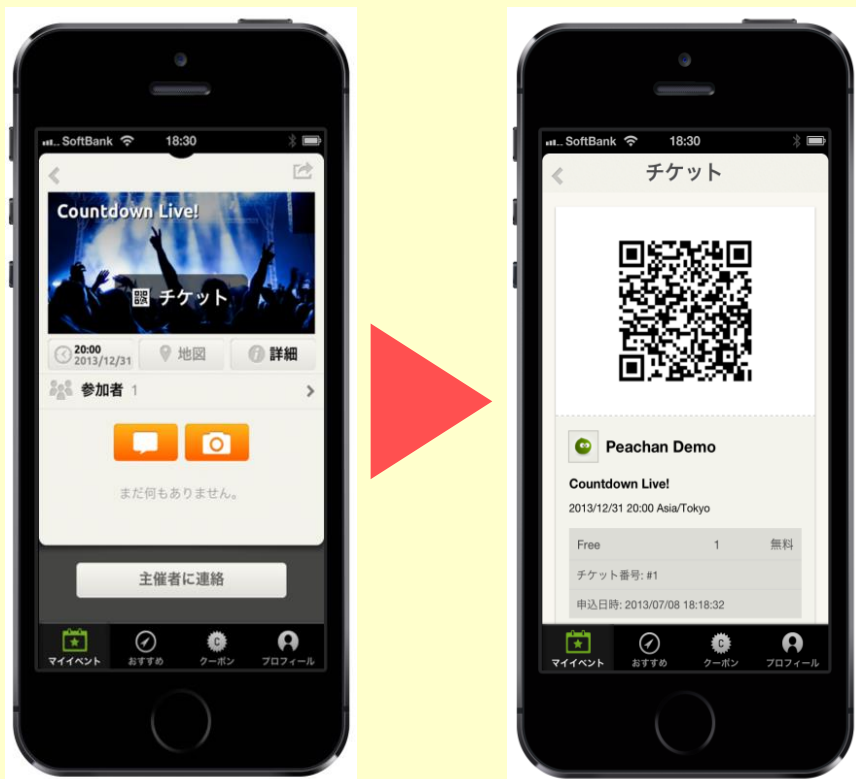 SoftBank 18:30
Countdown Live!
チケット
20:00
2013/12/31
地図
詳細
参加者 1
まだ何もありません。
主催者に連絡
マイイベント おすすめ クーポン プロフィール
SoftBank 18:30
チケット
Peachan Demo
Countdown Live!
2013/12/31 20:00 Asia/Tokyo
Free 1 無料
チケット番号: #1
申込日時: 2013/07/08 18:18:32
マイイベント おすすめ C クーポン プロフィール